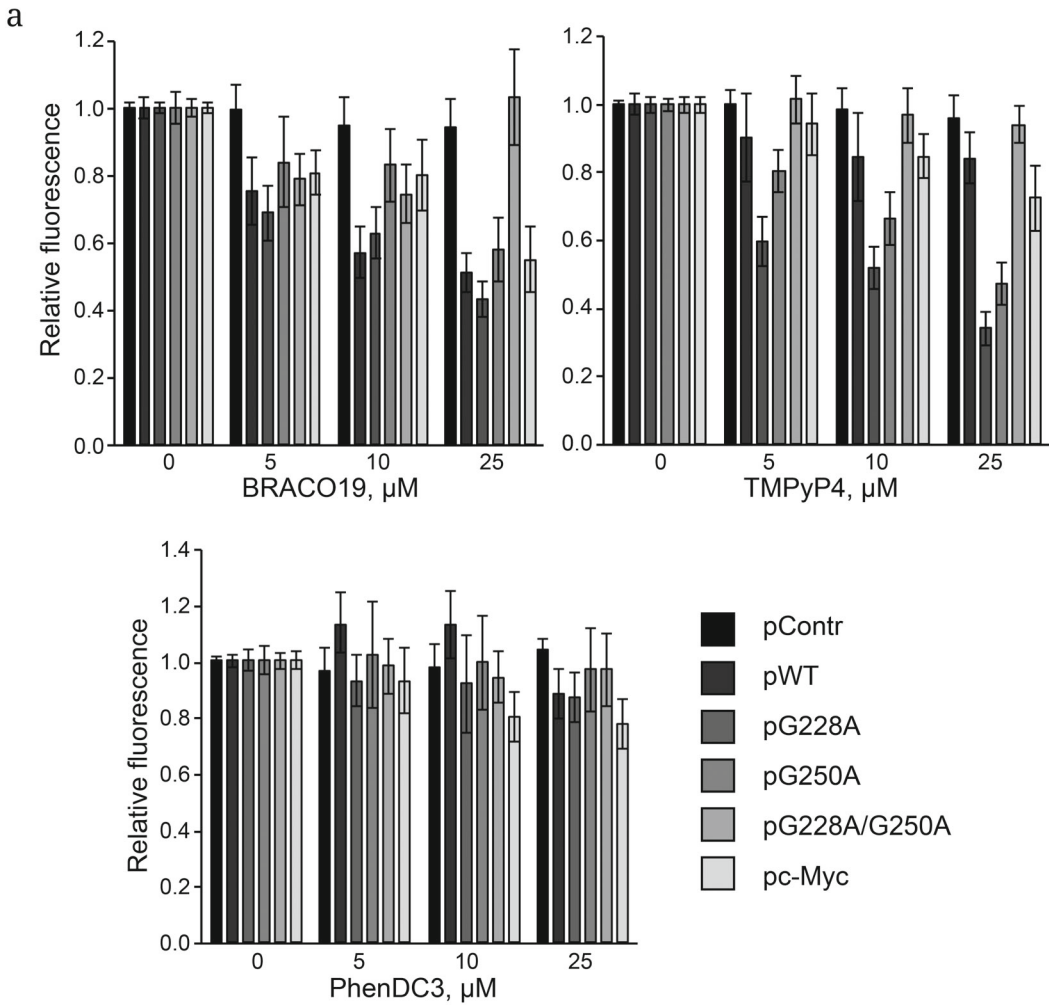 a
Relative fluorescence
1.2
1.0
0.8
0.6
0.4
0.2
0.0
0 5 10 25
BRACO19, µM
1.2
1.0
0.8
0.6
0.4
0.2
0.0
0 5 10 25
TMPyP4, µM
Relative fluorescence
1.4
1.2
1.0
0.8
0.6
0.4
0.2
0.0
0 5 10 25
PhenDC3, µM
pContr
pWT
pG228A
pG250A
pG228A/G250A
pc-Myc